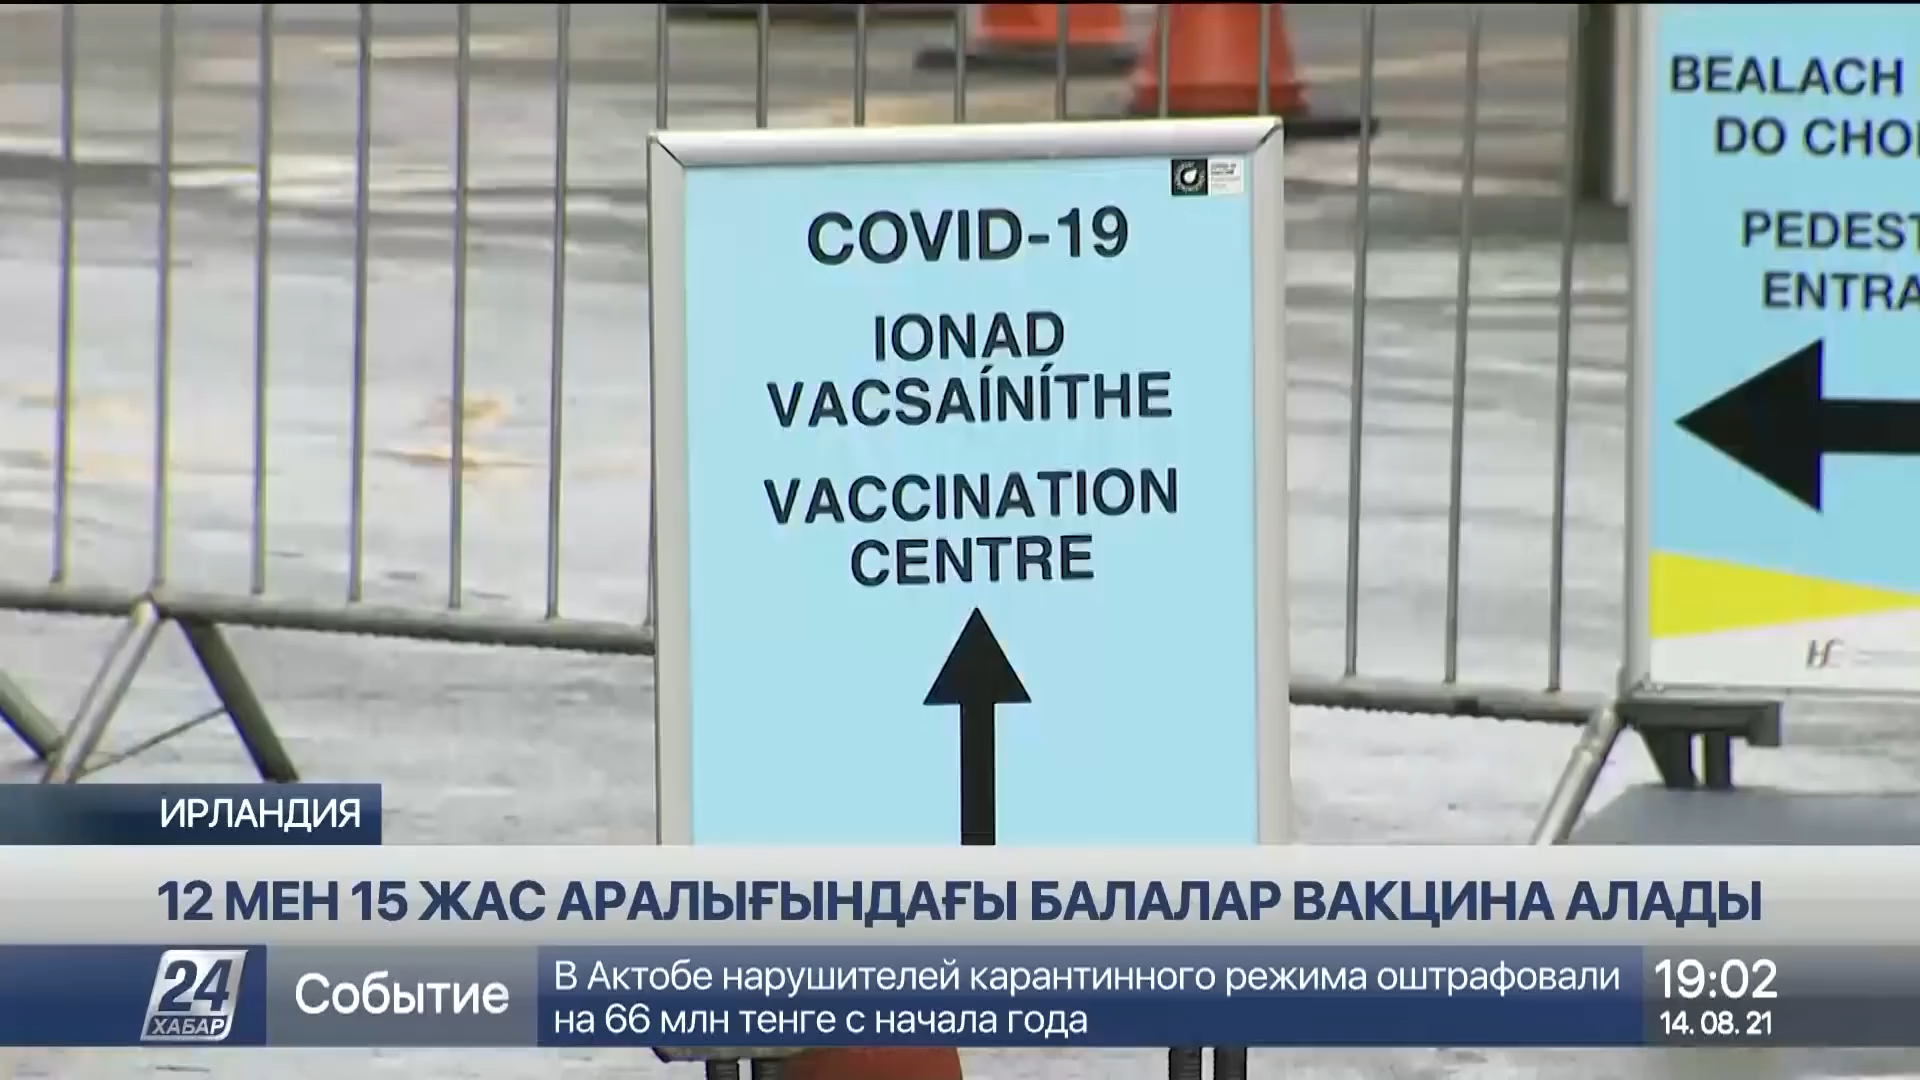 COVID-19
IONAD
VACSAÍNÍTHE
VACCINATION
CENTRE
BEALACH
DO CHOI
PEDEST
ENTRA
ИРЛАНДИЯ
12 МЕН 15 ЖАС АРАЛЫҒЫНДАҒЫ БАЛАЛАР ВАКЦИНА АЛАДЫ
24
ХАБАР
Событие
В Актобе нарушителей карантинного режима оштрафовали
на 66 млн тенге с начала года
19:02
14. 08. 21